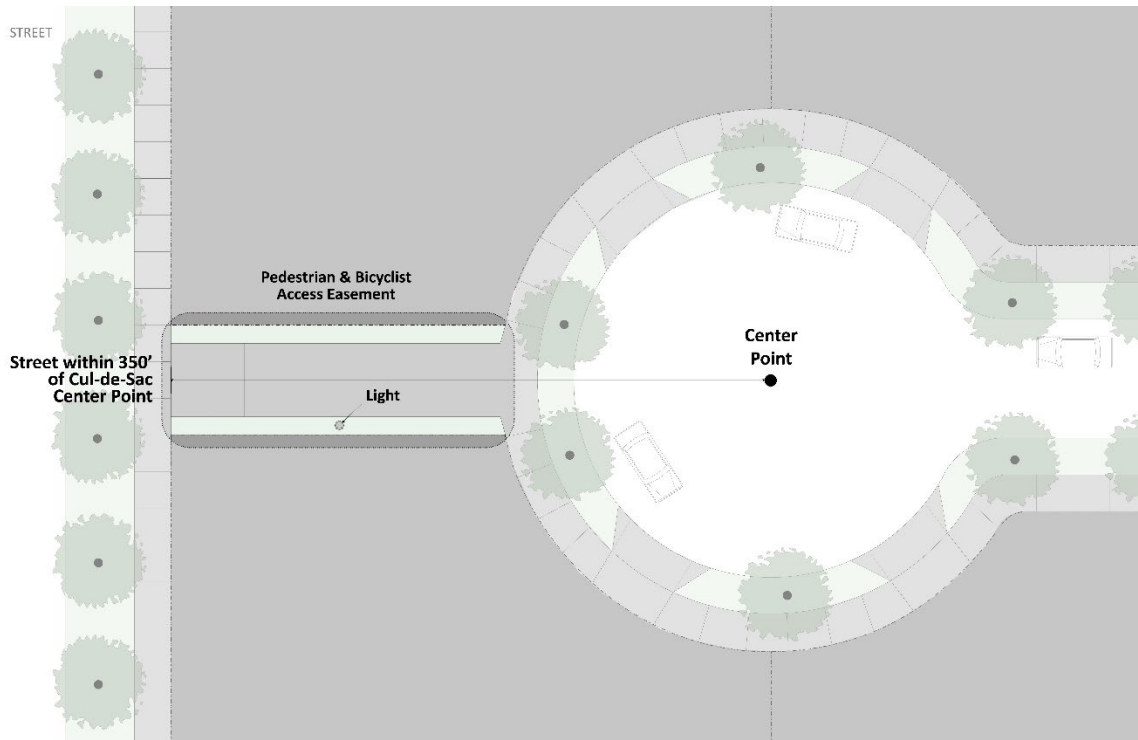 STREET
Pedestrian & Bicyclist
Access Easement
Street within 350'
of Cul-de-Sac
Center Point
Light
Center
Point